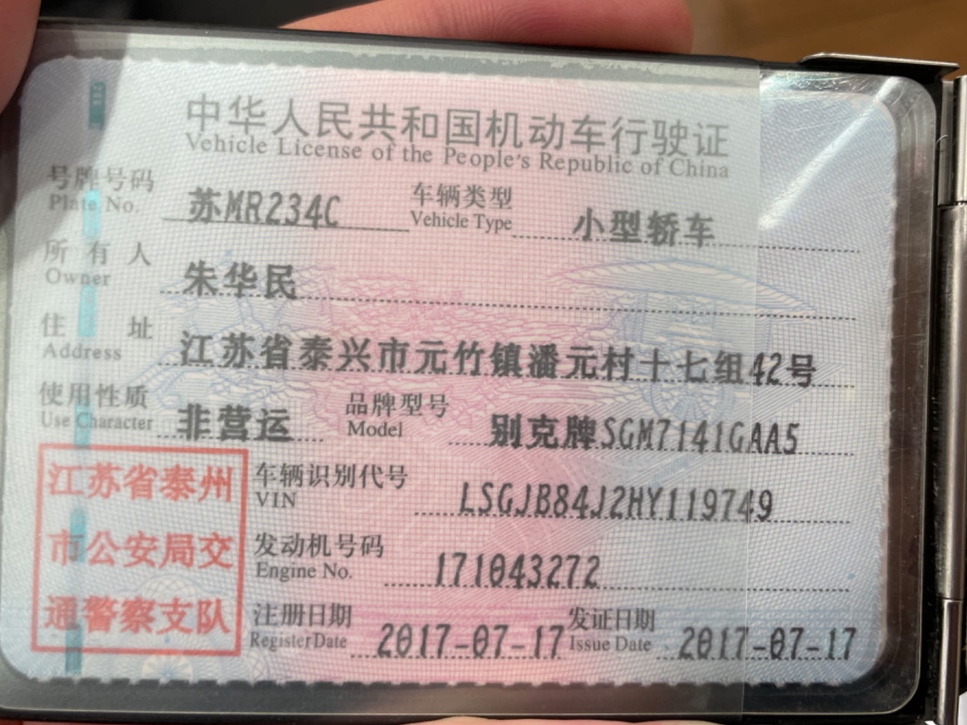 中华人民共和国机动车行驶证
Vehicle License of the People's Republic of China
号牌号码 苏MR234C 车辆类型 小型轿车
Plate No. Vehicle Type
所有人 朱华民
Owner
住址 江苏省泰兴市元竹镇潘元村十七组42号
Address
使用性质 非营运 品牌型号 别克牌SGM7141GAA5
Use Character Model
江苏省泰州
市公安局交
通警察支队
车辆识别代号 LSGJB84J2HY119749
VIN
发动机号码 171043272
Engine No.
注册日期 2017-07-17 发证日期 2017-07-17
Register Date Issue Date